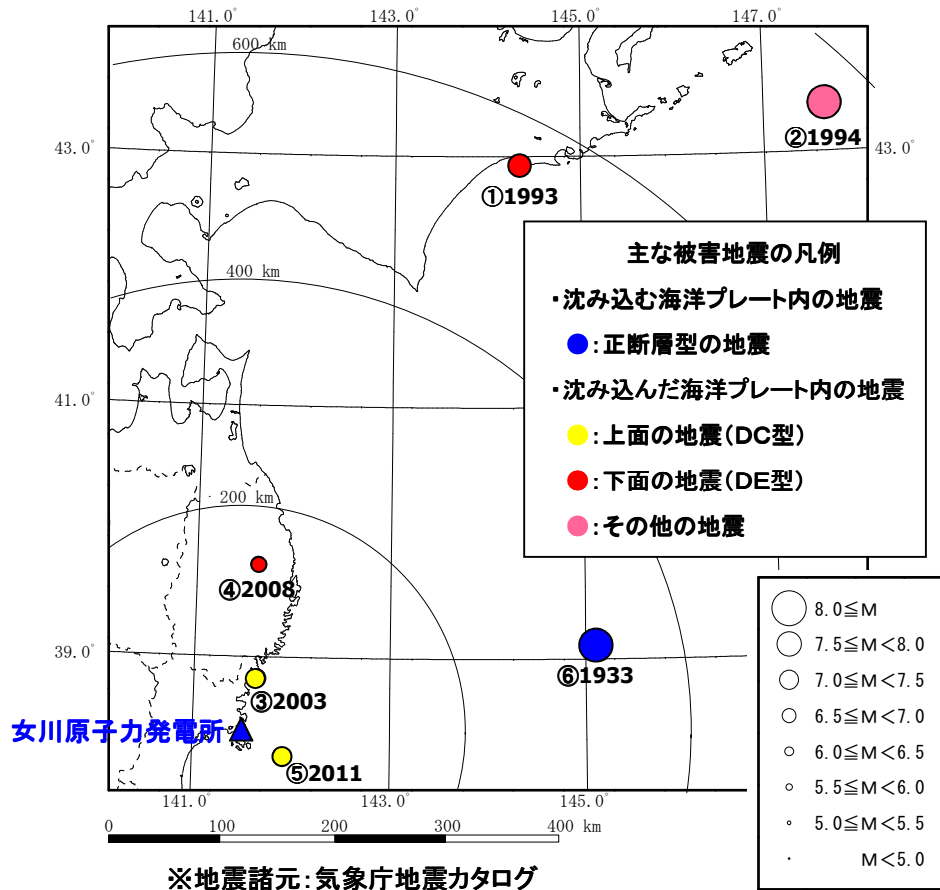 141.0°
143.0°
145.0°
147.0°
600 km
②1994
43.0°
43.0°
①1993
主な被害地震の凡例
・沈み込む海洋プレート内の地震
：正断層型の地震
・沈み込んだ海洋プレート内の地震
：上面の地震（DC型）
：下面の地震（DE型）
：その他の地震
400 km
41.0°
200 km
④2008
39.0°
⑥1933
③2003
女川原子力発電所
⑤2011
8.0≦M
7.5≦M<8.0
7.0≦M<7.5
6.5≦M<7.0
6.0≦M<6.5
5.5≦M<6.0
5.0≦M<5.5
M<5.0
141.0°
143.0°
145.0°
0 100 200 300 400 km
※地震諸元：気象庁地震カタログ